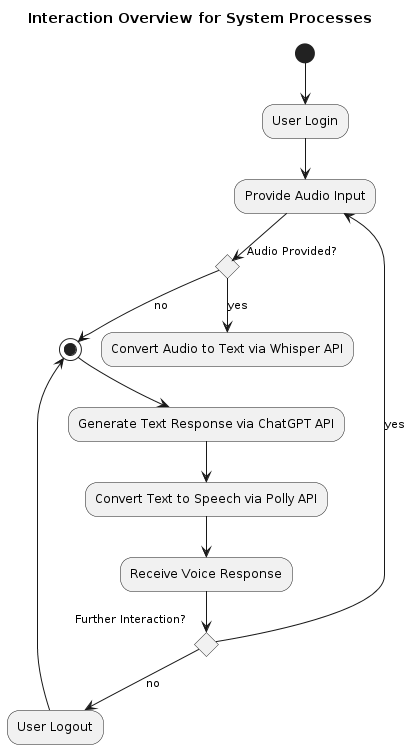 Interaction Overview for System Processes
User Login
Provide Audio Input
Audio Provided?
no
yes
Convert Audio to Text via Whisper API
Generate Text Response via ChatGPT API
yes
Convert Text to Speech via Polly API
Receive Voice Response
Further Interaction?
no
User Logout